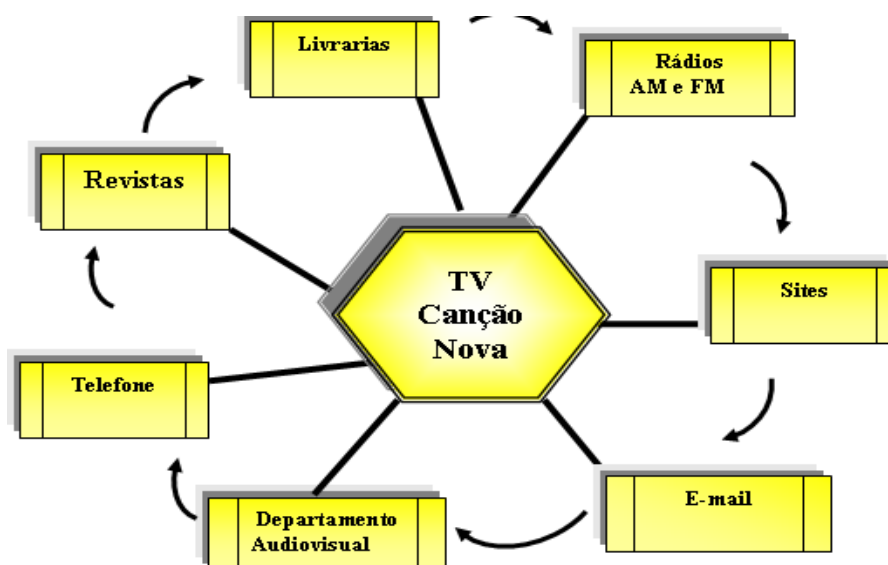 Livrarias
Rádios
AM e FM
Revistas
TV
Canção
Nova
Sites
Telefone
E-mail
Departamento
Audiovisual